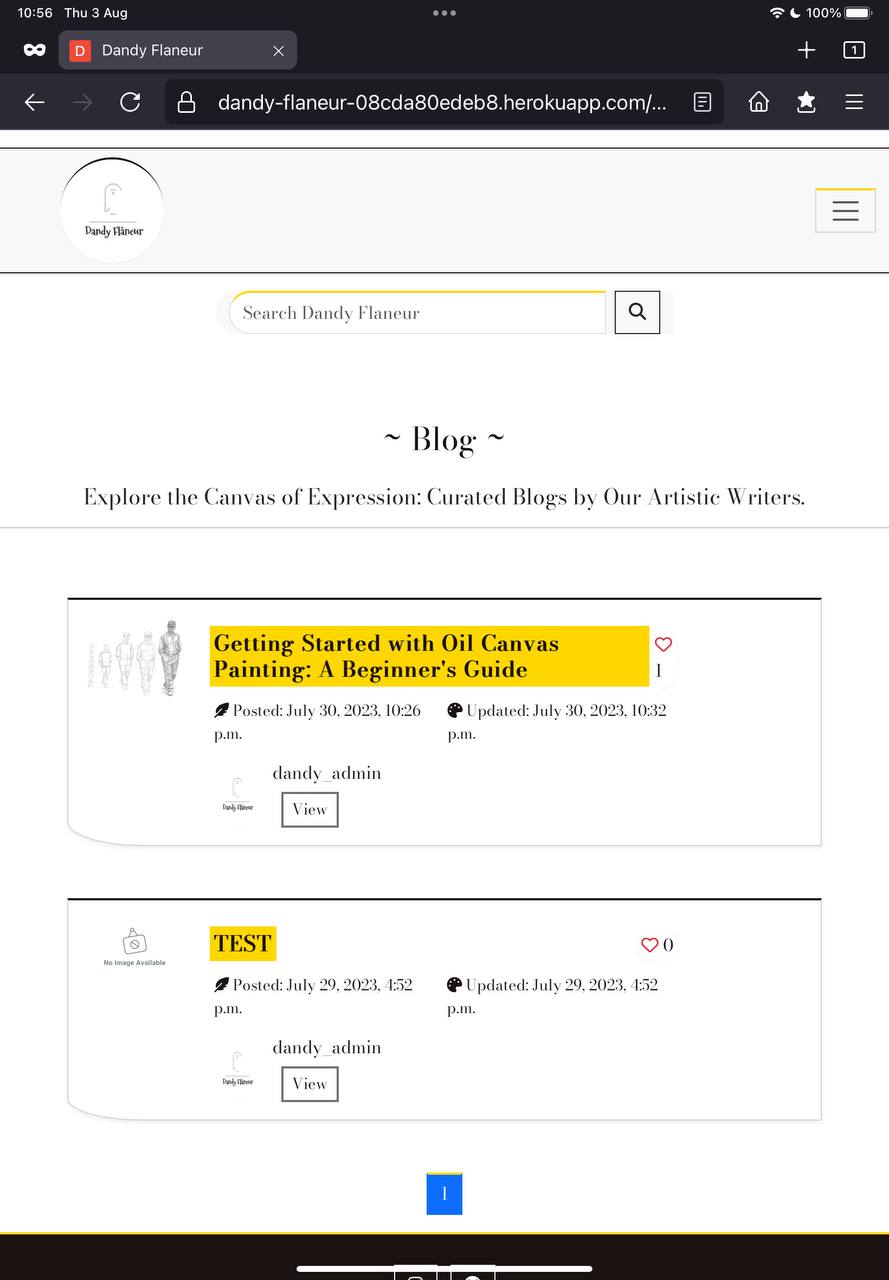 10:56 Thu 3 Aug 100%
D Dandy Flaneur 1
dandy-flaneur-08cda80edeb8.herokuapp.com/...
Dandy Flâneur
Search Dandy Flaneur
~ Blog ~
Explore the Canvas of Expression: Curated Blogs by Our Artistic Writers.
Getting Started with Oil Canvas
Painting: A Beginner's Guide
1
Posted: July 30, 2023, 10:26
p.m.
Updated: July 30, 2023, 10:32
p.m.
dandy_admin
Dandy Flâneur
View
No Image Available
TEST
0
Posted: July 29, 2023, 4:52
p.m.
Updated: July 29, 2023, 4:52
p.m.
dandy_admin
Dandy Flâneur
View
1